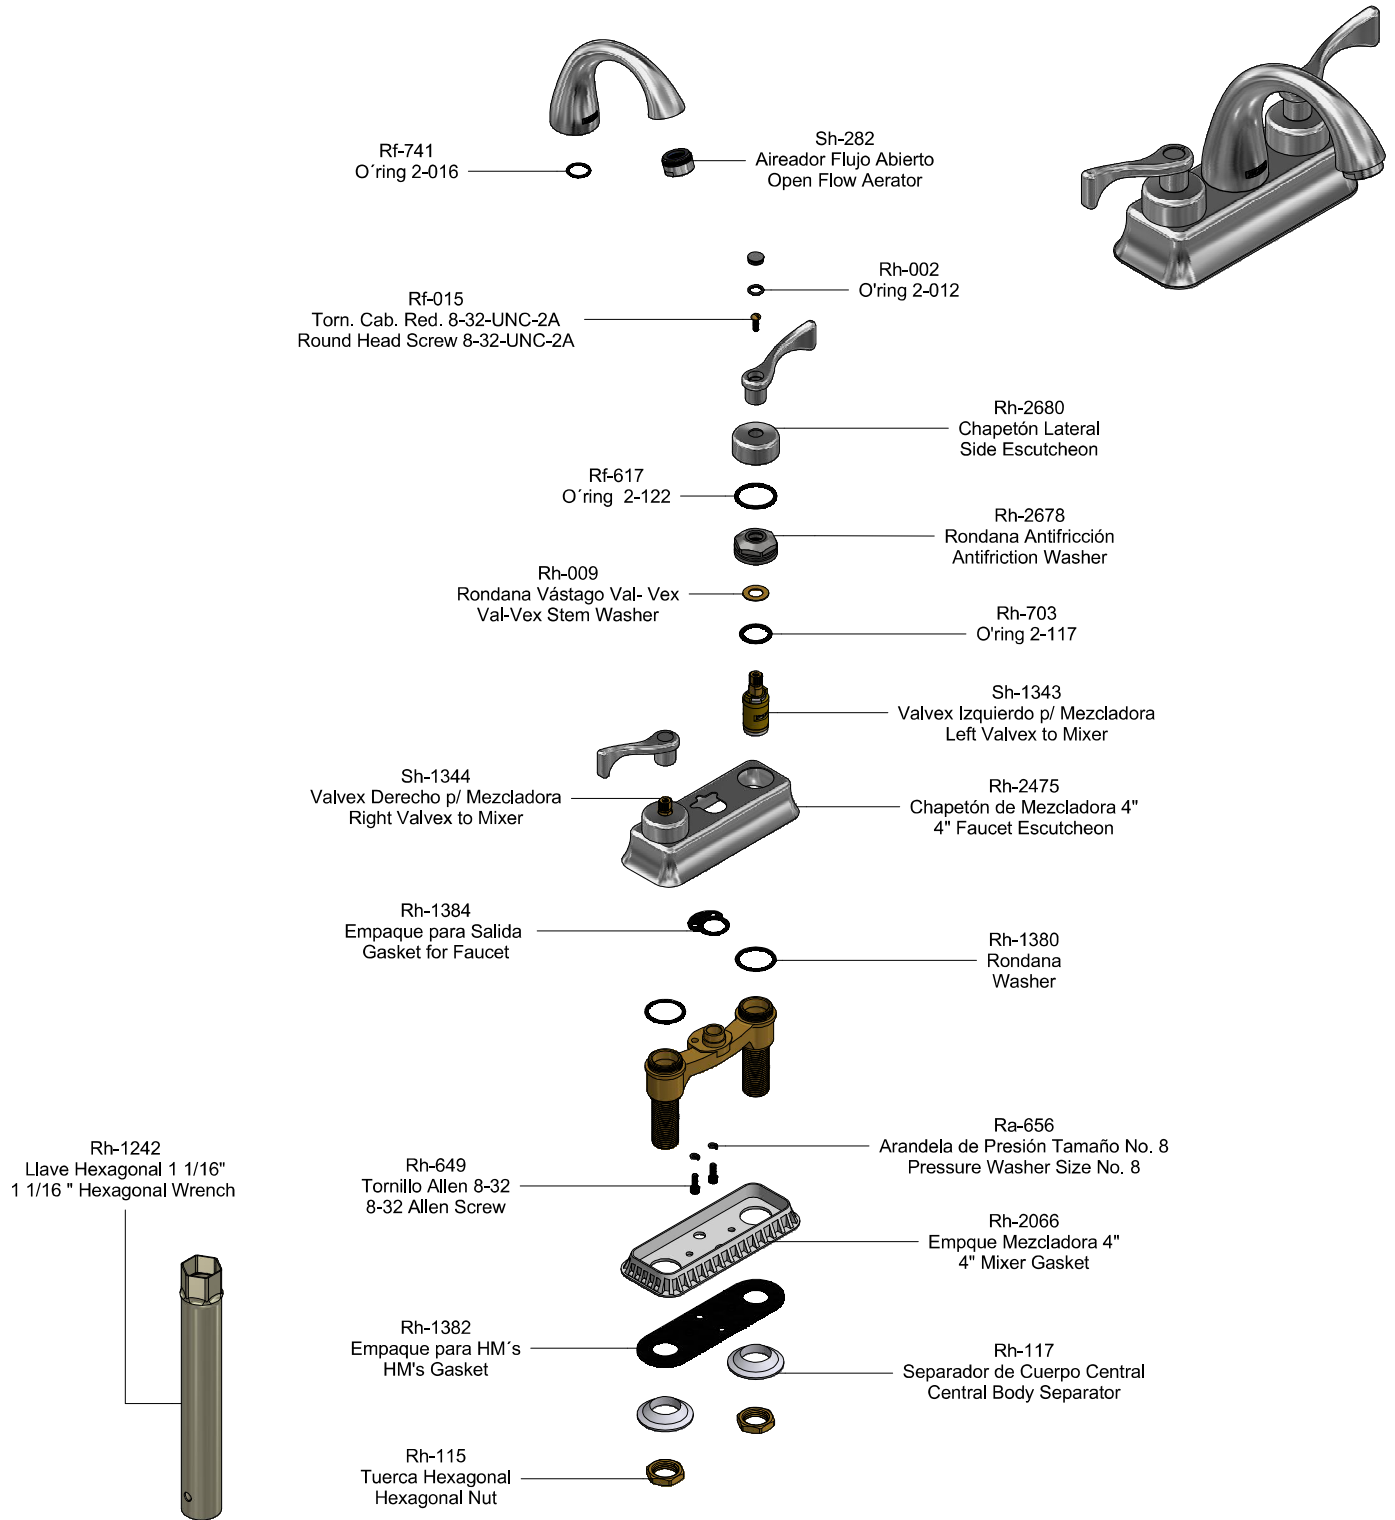 Rf-741
O´ring 2-016
Sh-282
Aireador Flujo Abierto
Open Flow Aerator
Rh-002
O'ring 2-012
Rf-015
Torn. Cab. Red. 8-32-UNC-2A
Round Head Screw 8-32-UNC-2A
Rh-2680
Chapetón Lateral
Side Escutcheon
Rf-617
O´ring  2-122
Rh-2678
Rondana Antifricción
Antifriction Washer
Rh-009
Rondana Vástago Val- Vex
Val-Vex Stem Washer
Rh-703
O'ring 2-117
Sh-1343
Valvex Izquierdo p/ Mezcladora
Left Valvex to Mixer
Sh-1344
Valvex Derecho p/ Mezcladora
Right Valvex to Mixer
Rh-2475
Chapetón de Mezcladora 4"
4" Faucet Escutcheon
Rh-1384
Empaque para Salida
Gasket for Faucet
Rh-1380
Rondana
Washer
Ra-656
Arandela de Presión Tamaño No. 8
Pressure Washer Size No. 8
Rh-1242
Llave Hexagonal 1 1/16"
1 1/16 " Hexagonal Wrench
Rh-649
Tornillo Allen 8-32
8-32 Allen Screw
Rh-2066
Empque Mezcladora 4"
4" Mixer Gasket
Rh-1382
Empaque para HM´s
HM's Gasket
Rh-117
Separador de Cuerpo Central
Central Body Separator
Rh-115
Tuerca Hexagonal
Hexagonal Nut